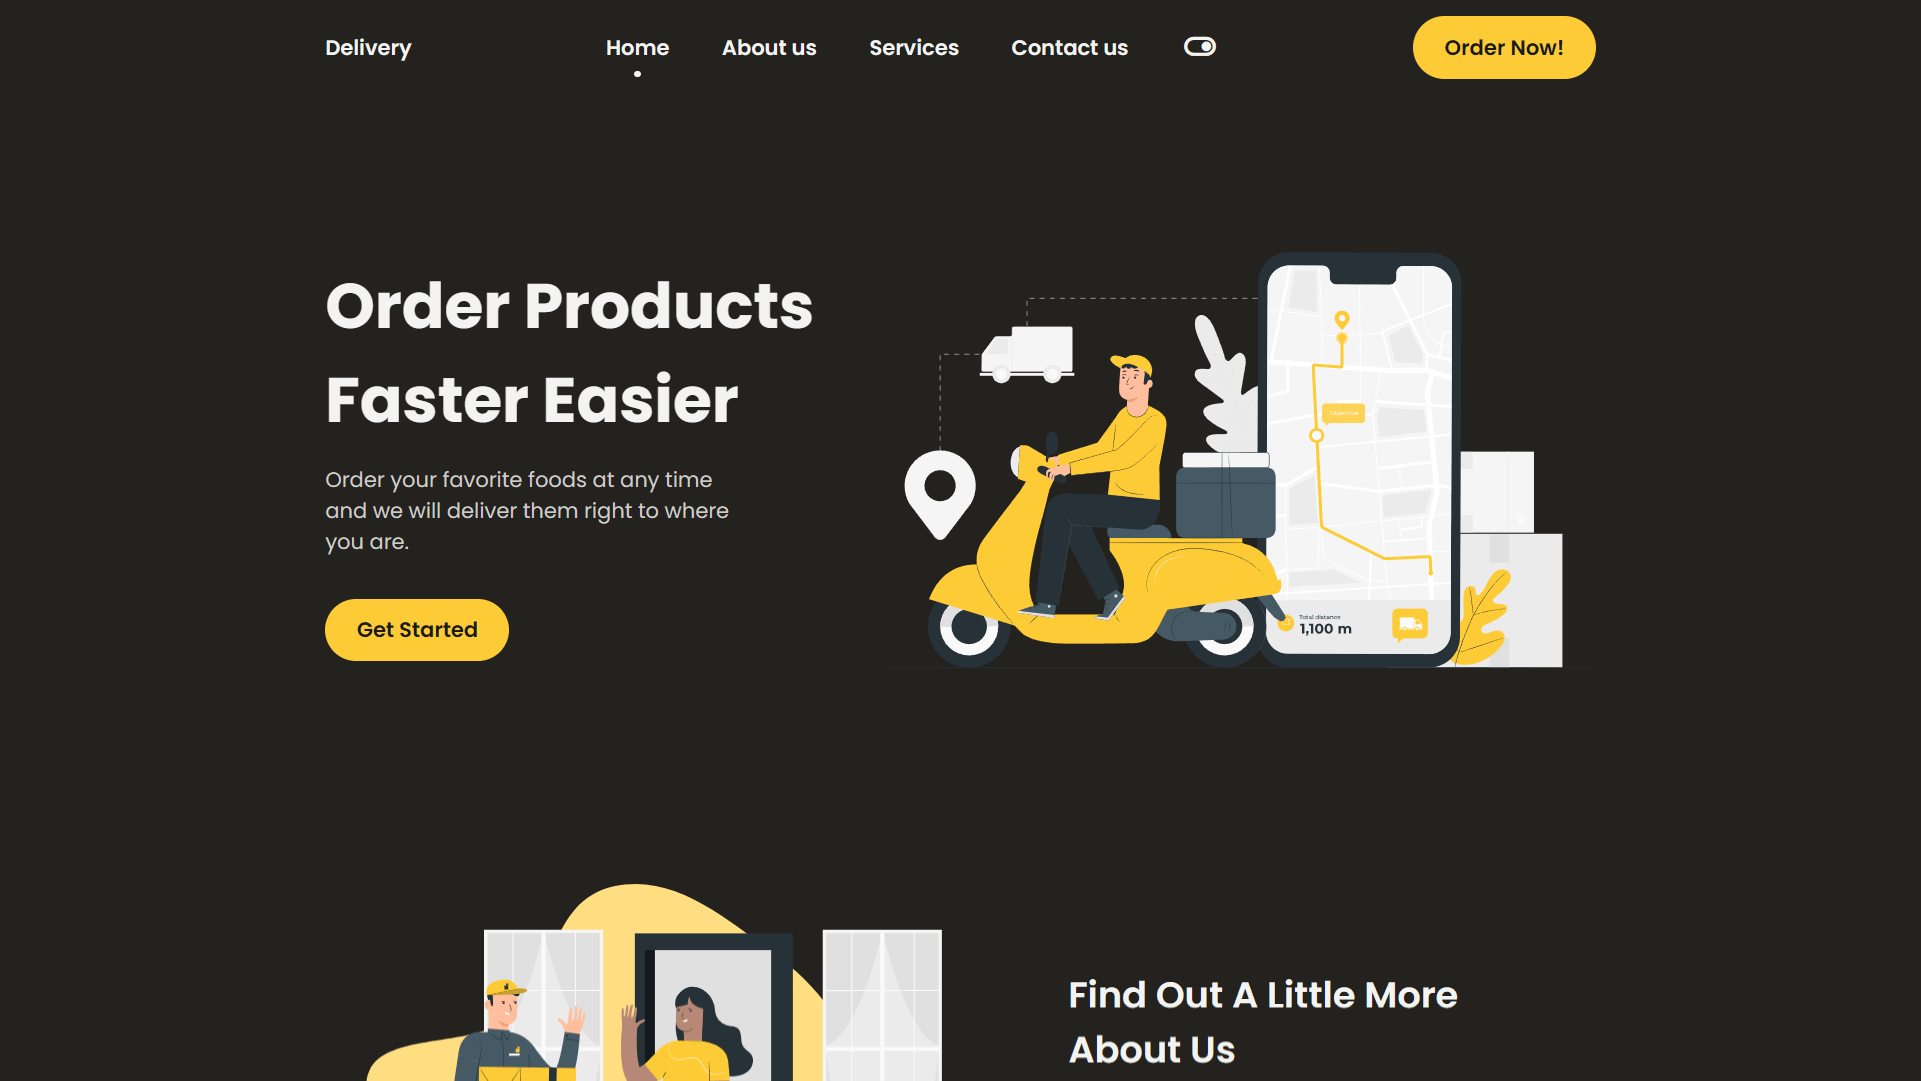 Delivery
Home
About us
Services
Contact us
Order Now!
Order Products
Faster Easier
Order your favorite foods at any time
and we will deliver them right to where
you are.
Get Started
Total distance
1,100 m
Find Out A Little More
About Us